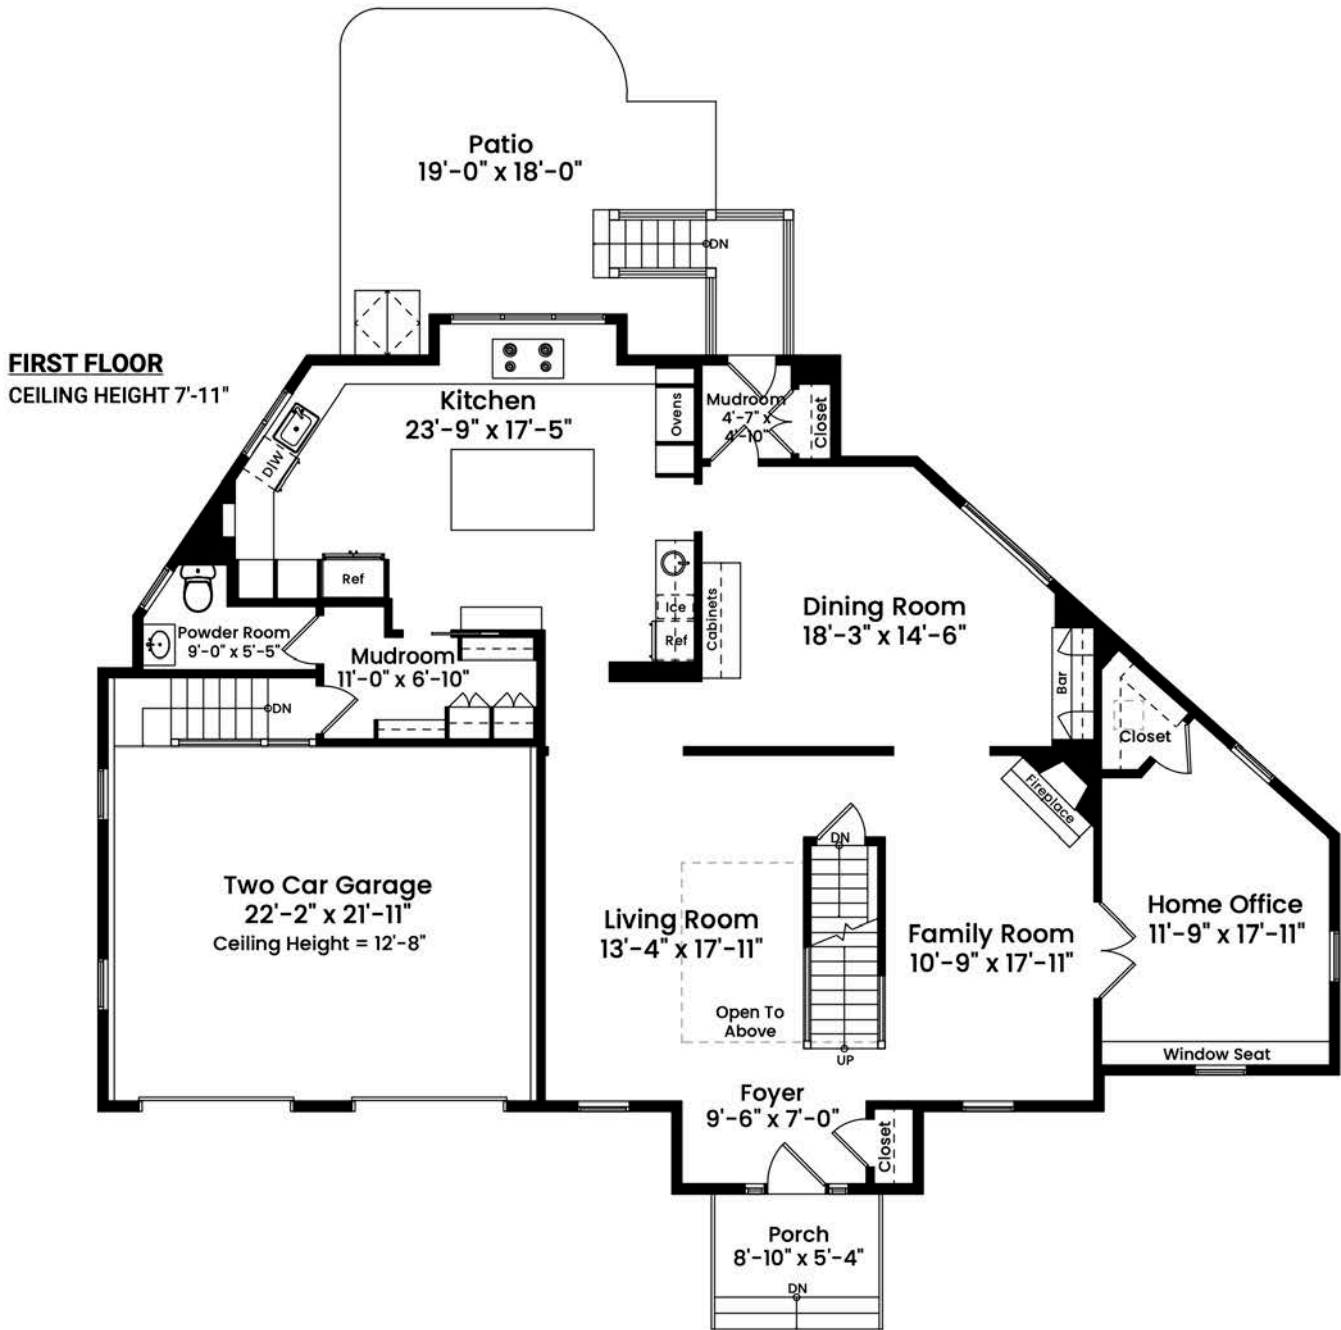 Patio
19'-0" x 18'-0"
DN
FIRST FLOOR
CEILING HEIGHT 7'-11"
Kitchen
23'-9" x 17'-5"
Ovens
Mudroom
4'-7" x
4'-10"
Closet
D/W
Ref
Ice
Ref
Cabinets
Dining Room
18'-3" x 14'-6"
Bar
Powder Room
9'-0" x 5'-5"
Mudroom
11'-0" x 6'-10"
DN
Closet
Fireplace
DN
Two Car Garage
22'-2" x 21'-11"
Ceiling Height = 12'-8"
Living Room
13'-4" x 17'-11"
Family Room
10'-9" x 17'-11"
Home Office
11'-9" x 17'-11"
Open To
Above
UP
Window Seat
Foyer
9'-6" x 7'-0"
Closet
Porch
8'-10" x 5'-4"
DN